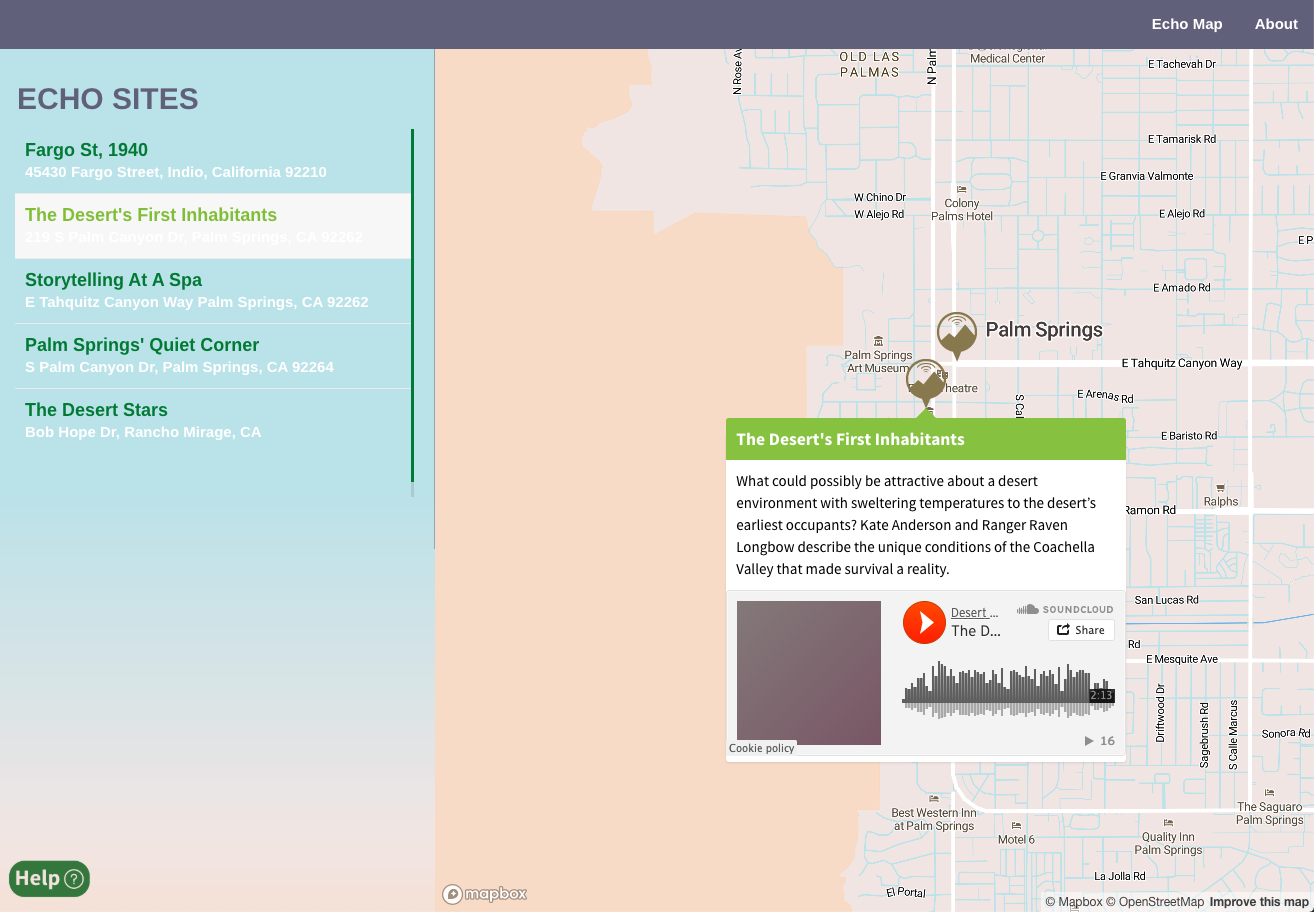 Echo Map
About
ECHO SITES
Fargo St, 1940
45430 Fargo Street, Indio, California 92210
The Desert's First Inhabitants
219 S Palm Canyon Dr, Palm Springs, CA 92262
Storytelling At A Spa
E Tahquitz Canyon Way Palm Springs, CA 92262
Palm Springs' Quiet Corner
S Palm Canyon Dr, Palm Springs, CA 92264
The Desert Stars
Bob Hope Dr, Rancho Mirage, CA
Help ?
N Rose Av
OLD LAS
PALMAS
N Palm
Medical Center
E Tachevah Dr
E Tamarisk Rd
E Granvia Valmonte
W Chino Dr
W Alejo Rd
Colony
Palms Hotel
E Alejo Rd
E P
E Amado Rd
Palm Springs
Palm Springs
Art Museum
heatre
E Tahquitz Canyon Way
S Cal
E Arenas Rd
E Baristo Rd
Ralphs
Ramon Rd
The Desert's First Inhabitants
What could possibly be attractive about a desert
environment with sweltering temperatures to the desert’s
earliest occupants? Kate Anderson and Ranger Raven
Longbow describe the unique conditions of the Coachella
Valley that made survival a reality.
Desert ...
The D...
SOUNDCLOUD
Share
2:13
16
Cookie policy
San Lucas Rd
Rd
E Mesquite Ave
Driftwood Dr
Sagebrush Rd
S Calle Marcus
Sonora Rd
Best Western Inn
at Palm Springs
Motel 6
Quality Inn
Palm Springs
The Saguaro
Palm Springs
La Jolla Rd
El Portal
mapbox
© Mapbox © OpenStreetMap Improve this map